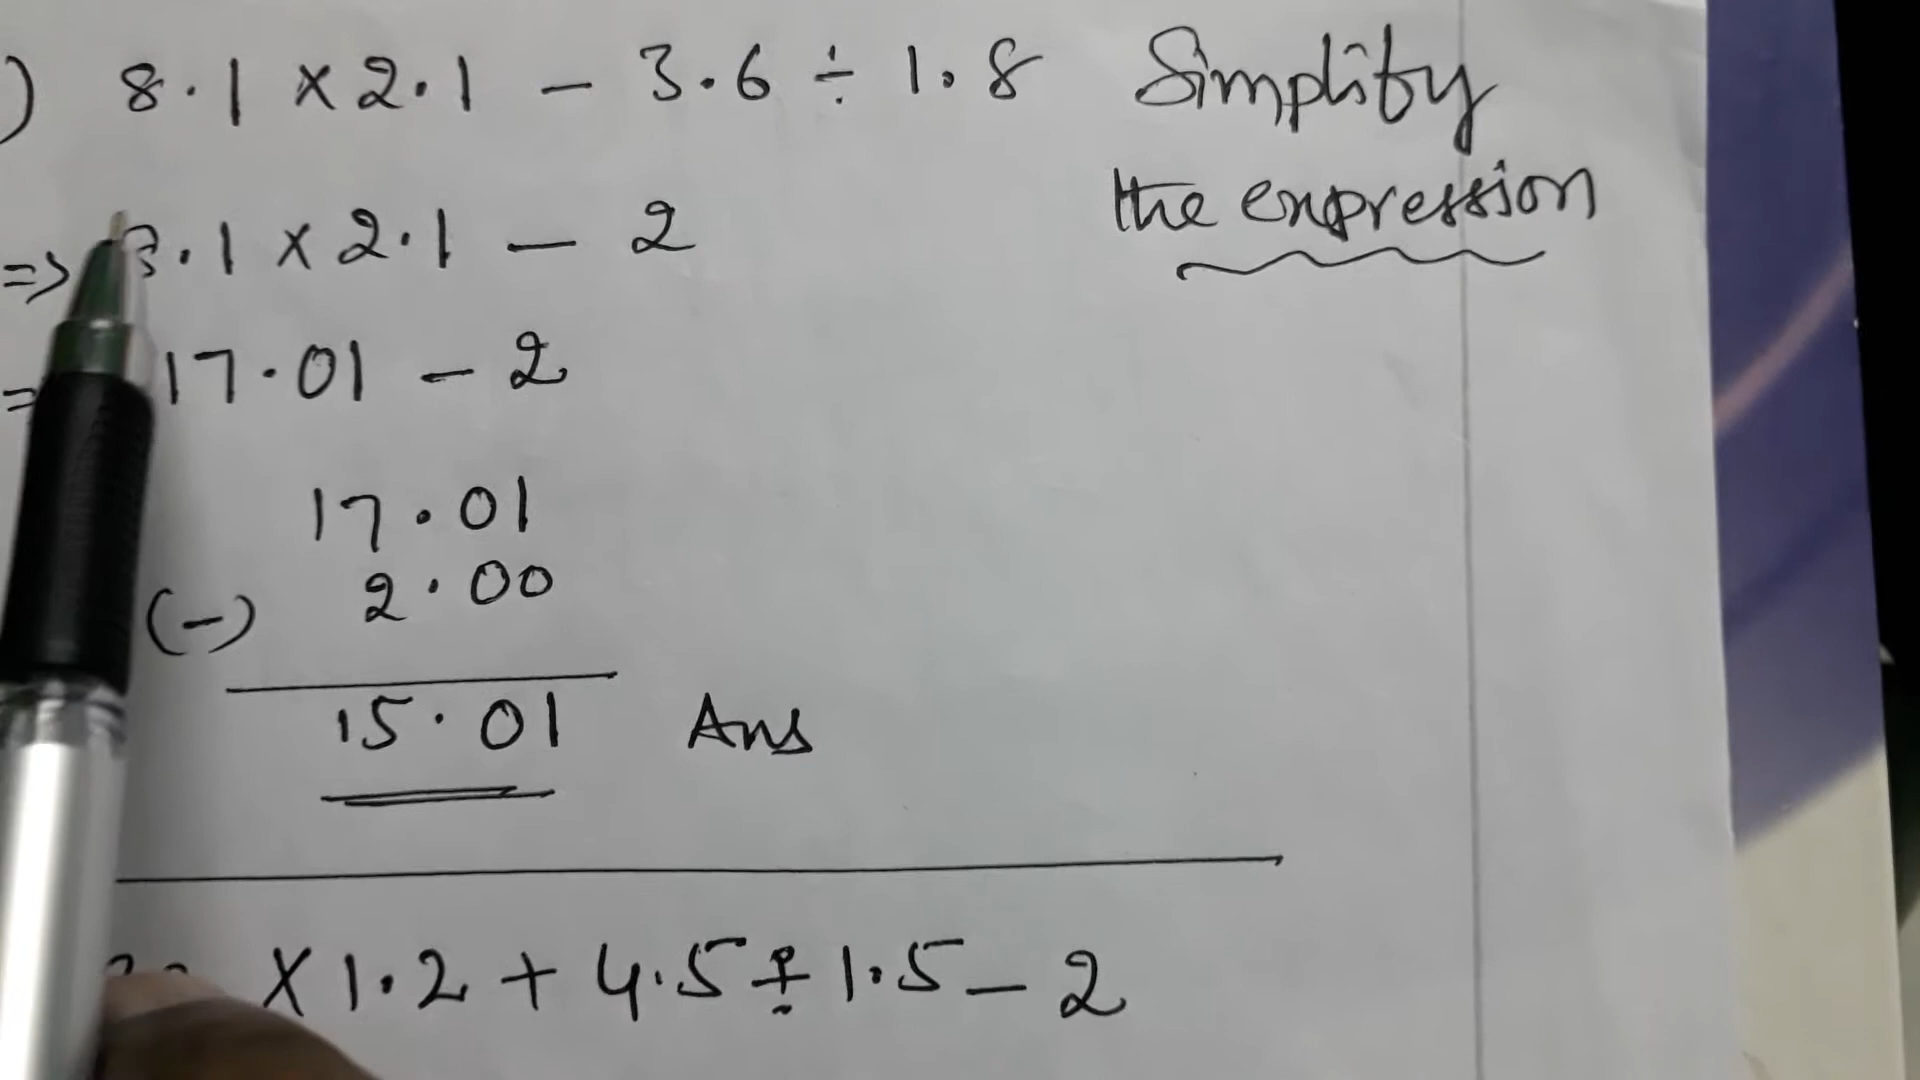 ) 8.1 × 2.1 - 3.6 ÷ 1.8 Simplify
the expression
=> 8.1 × 2.1 - 2
= 17.01 - 2
17.01
(-) 2.00
15.01 Ans
× 1.2 + 4.5 ÷ 1.5 - 2